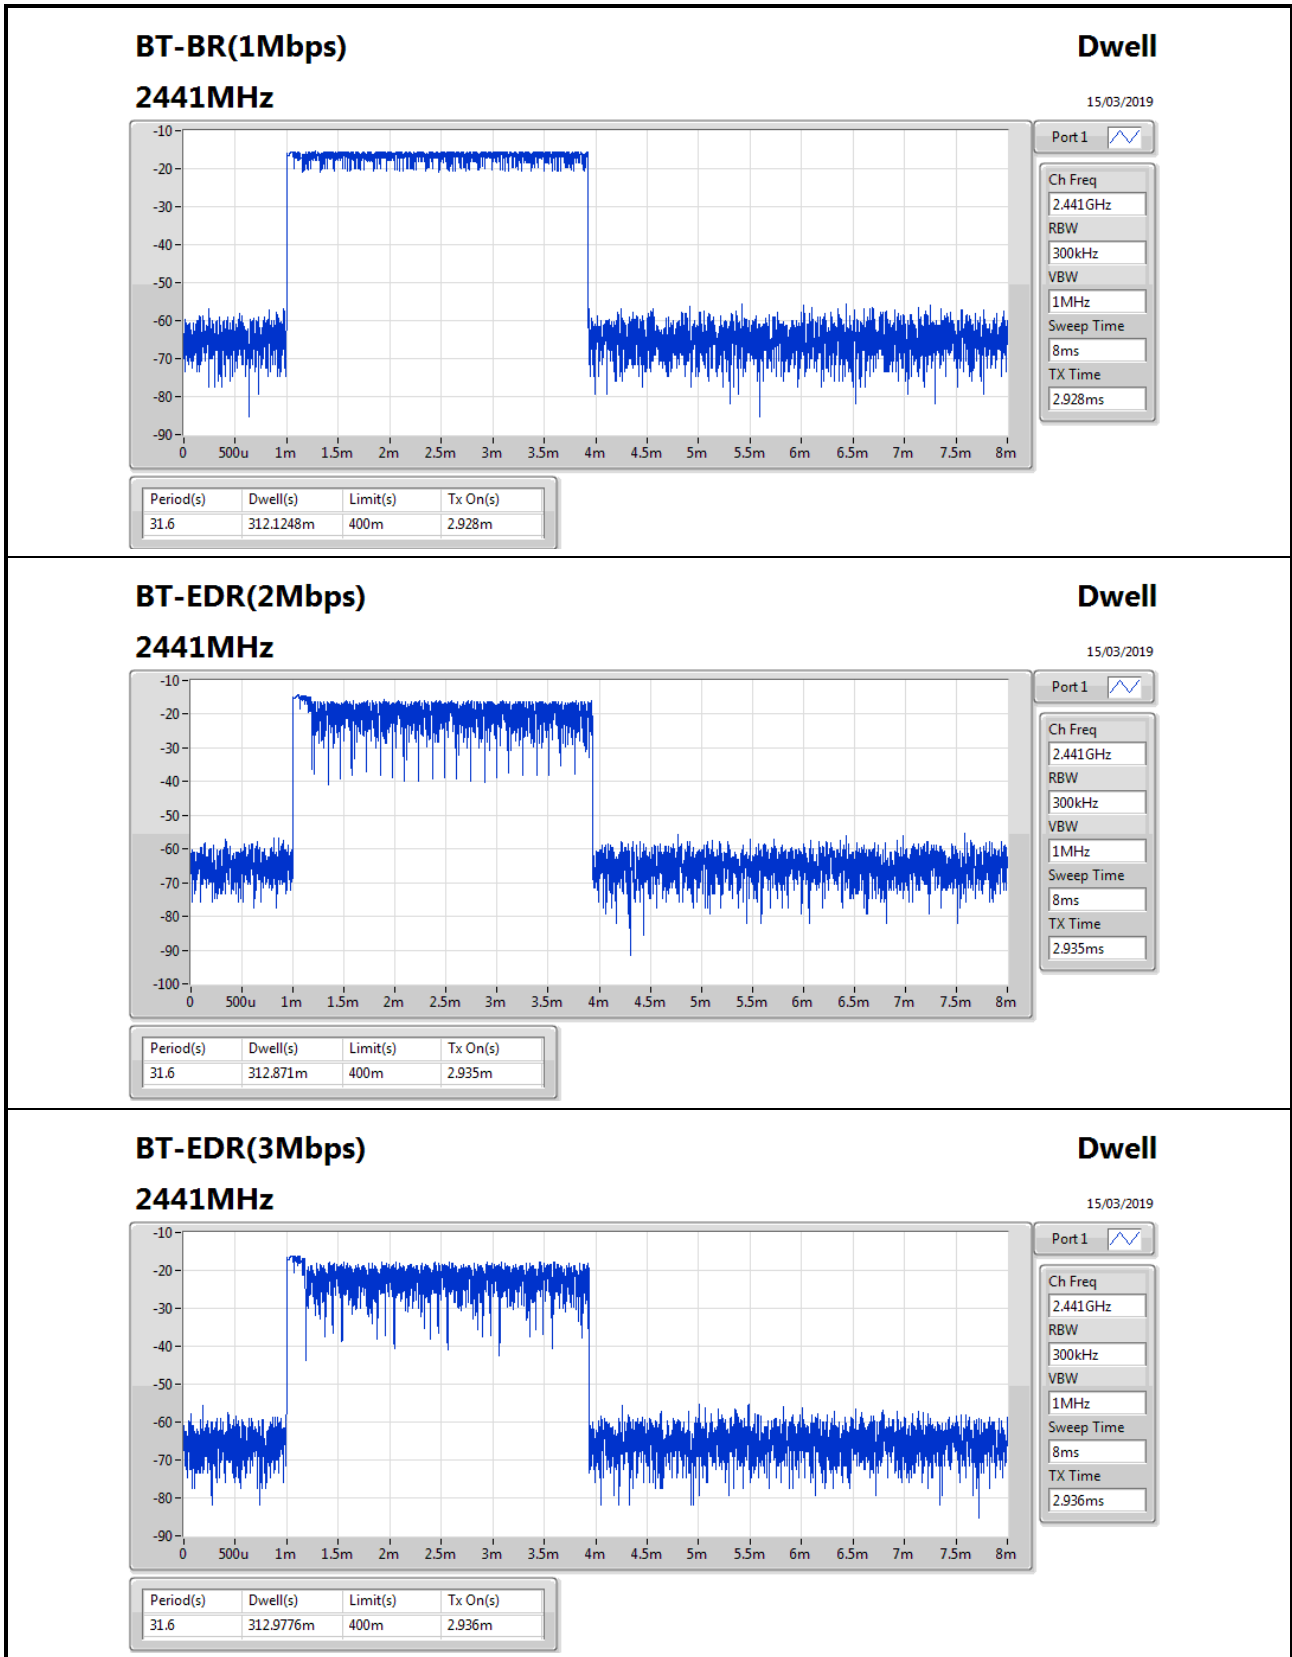 BT-BR(1Mbps) Dwell
2441MHz 15/03/2019
Port 1
-10
-20
-30
-40
-50
-60
-70
-80
-90
0 500u 1m 1.5m 2m 2.5m 3m 3.5m 4m 4.5m 5m 5.5m 6m 6.5m 7m 7.5m 8m
Ch Freq
2.441GHz
RBW
300kHz
VBW
1MHz
Sweep Time
8ms
TX Time
2.928ms
Period(s) Dwell(s) Limit(s) Tx On(s)
31.6 312.1248m 400m 2.928m
BT-EDR(2Mbps) Dwell
2441MHz 15/03/2019
Port 1
-10
-20
-30
-40
-50
-60
-70
-80
-90
-100
0 500u 1m 1.5m 2m 2.5m 3m 3.5m 4m 4.5m 5m 5.5m 6m 6.5m 7m 7.5m 8m
Ch Freq
2.441GHz
RBW
300kHz
VBW
1MHz
Sweep Time
8ms
TX Time
2.935ms
Period(s) Dwell(s) Limit(s) Tx On(s)
31.6 312.871m 400m 2.935m
BT-EDR(3Mbps) Dwell
2441MHz 15/03/2019
Port 1
-10
-20
-30
-40
-50
-60
-70
-80
-90
0 500u 1m 1.5m 2m 2.5m 3m 3.5m 4m 4.5m 5m 5.5m 6m 6.5m 7m 7.5m 8m
Ch Freq
2.441GHz
RBW
300kHz
VBW
1MHz
Sweep Time
8ms
TX Time
2.936ms
Period(s) Dwell(s) Limit(s) Tx On(s)
31.6 312.9776m 400m 2.936m